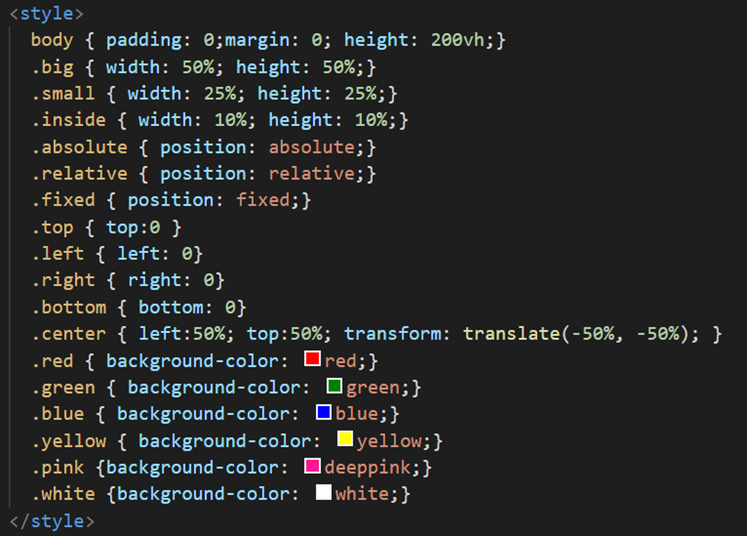 <style>
body { padding: 0;margin: 0; height: 200vh;}
.big { width: 50%; height: 50%;}
.small { width: 25%; height: 25%;}
.inside { width: 10%; height: 10%;}
.absolute { position: absolute;}
.relative { position: relative;}
.fixed { position: fixed;}
.top { top:0 }
.left { left: 0}
.right { right: 0}
.bottom { bottom: 0}
.center { left:50%; top:50%; transform: translate(-50%, -50%); }
.red { background-color: red;}
.green { background-color: green;}
.blue { background-color: blue;}
.yellow { background-color: yellow;}
.pink {background-color: deeppink;}
.white {background-color: white;}
</style>